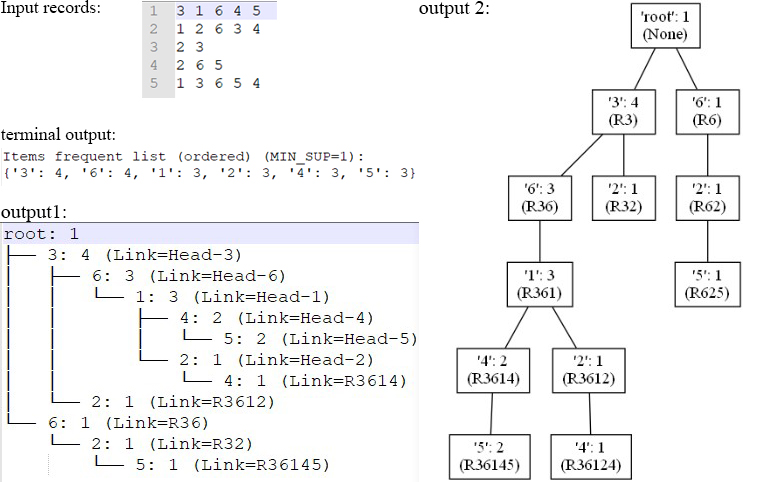 Input records:
1 3 1 6 4 5
2 1 2 6 3 4
3 2 3
4 2 6 5
5 1 3 6 5 4
terminal output:
Items frequent list (ordered) (MIN_SUP=1):
{'3': 4, '6': 4, '1': 3, '2': 3, '4': 3, '5': 3}
output1:
root: 1
├── 3: 4 (Link=Head-3)
│   ├── 6: 3 (Link=Head-6)
│   │   └── 1: 3 (Link=Head-1)
│   │       ├── 4: 2 (Link=Head-4)
│   │       │   └── 5: 2 (Link=Head-5)
│   │       └── 2: 1 (Link=Head-2)
│   │           └── 4: 1 (Link=R3614)
│   └── 2: 1 (Link=R3612)
└── 6: 1 (Link=R36)
    └── 2: 1 (Link=R32)
        └── 5: 1 (Link=R36145)
output 2:
'root': 1
(None)
'3': 4
(R3)
'6': 1
(R6)
'6': 3
(R36)
'2': 1
(R32)
'2': 1
(R62)
'1': 3
(R361)
'5': 1
(R625)
'4': 2
(R3614)
'2': 1
(R3612)
'5': 2
(R36145)
'4': 1
(R36124)